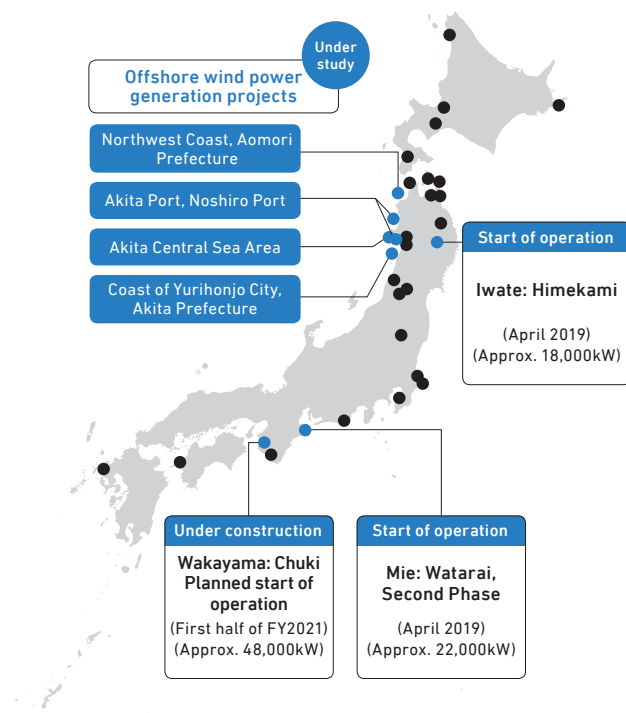 Under
study
Offshore wind power
generation projects
Northwest Coast, Aomori
Prefecture
Akita Port, Noshiro Port
Akita Central Sea Area
Coast of Yurihonjo City,
Akita Prefecture
Start of operation
Iwate: Himekami
(April 2019)
(Approx. 18,000kW)
Under construction
Wakayama: Chuki
Planned start of
operation
(First half of FY2021)
(Approx. 48,000kW)
Start of operation
Mie: Watarai,
Second Phase
(April 2019)
(Approx. 22,000kW)